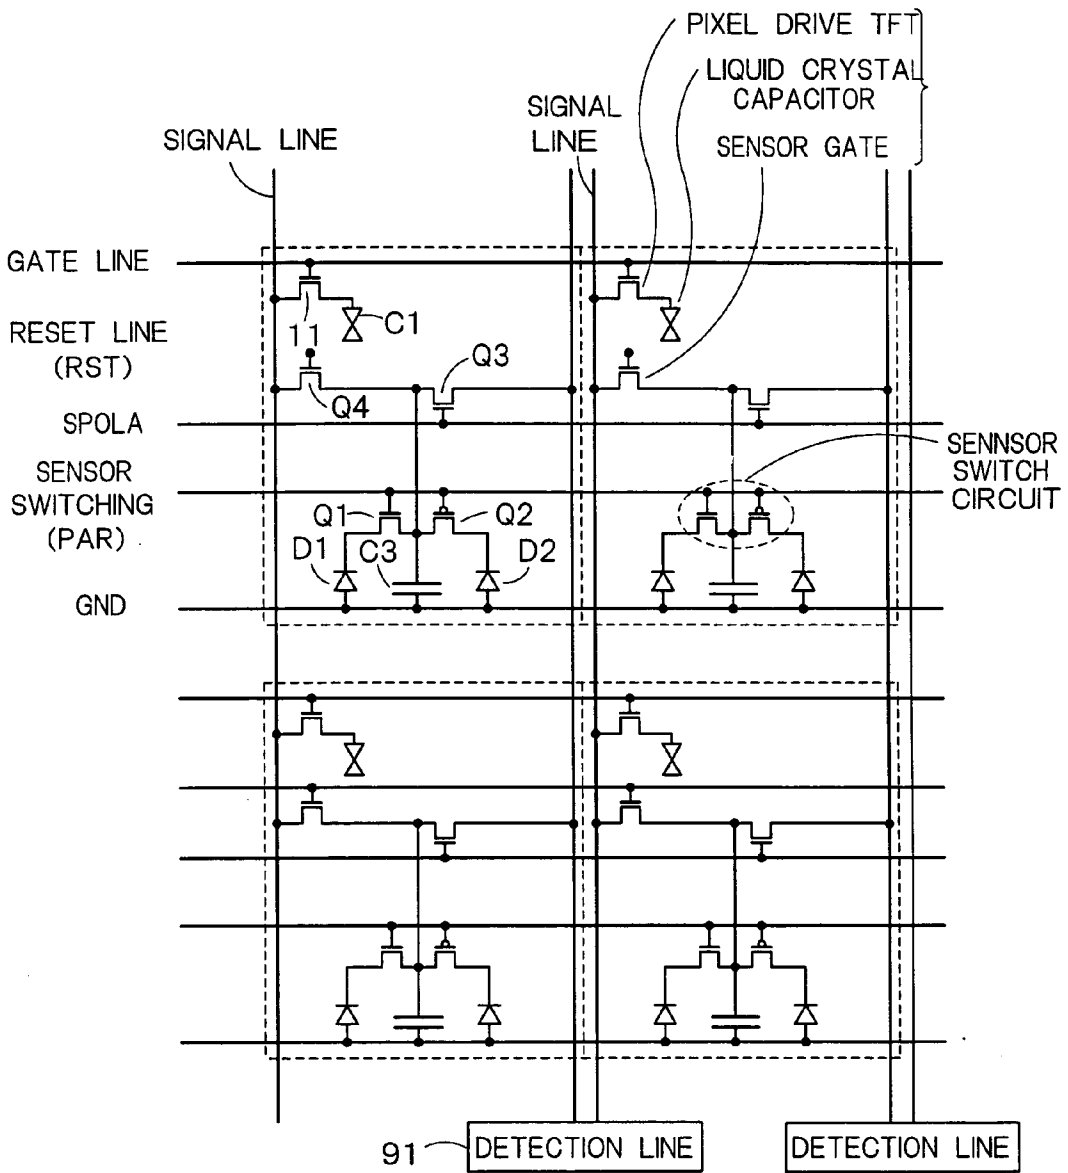 PIXEL DRIVE TFT
LIQUID CRYSTAL
CAPACITOR
SIGNAL
LINE
SIGNAL LINE
SENSOR GATE
GATE LINE
11
C1
RESET LINE
(RST)
Q3
Q4
SPOLA
SENSOR
SWITCHING
(PAR)
SENNSOR
SWITCH
CIRCUIT
Q1
Q2
D1
C3
D2
GND
91
DETECTION LINE
DETECTION LINE